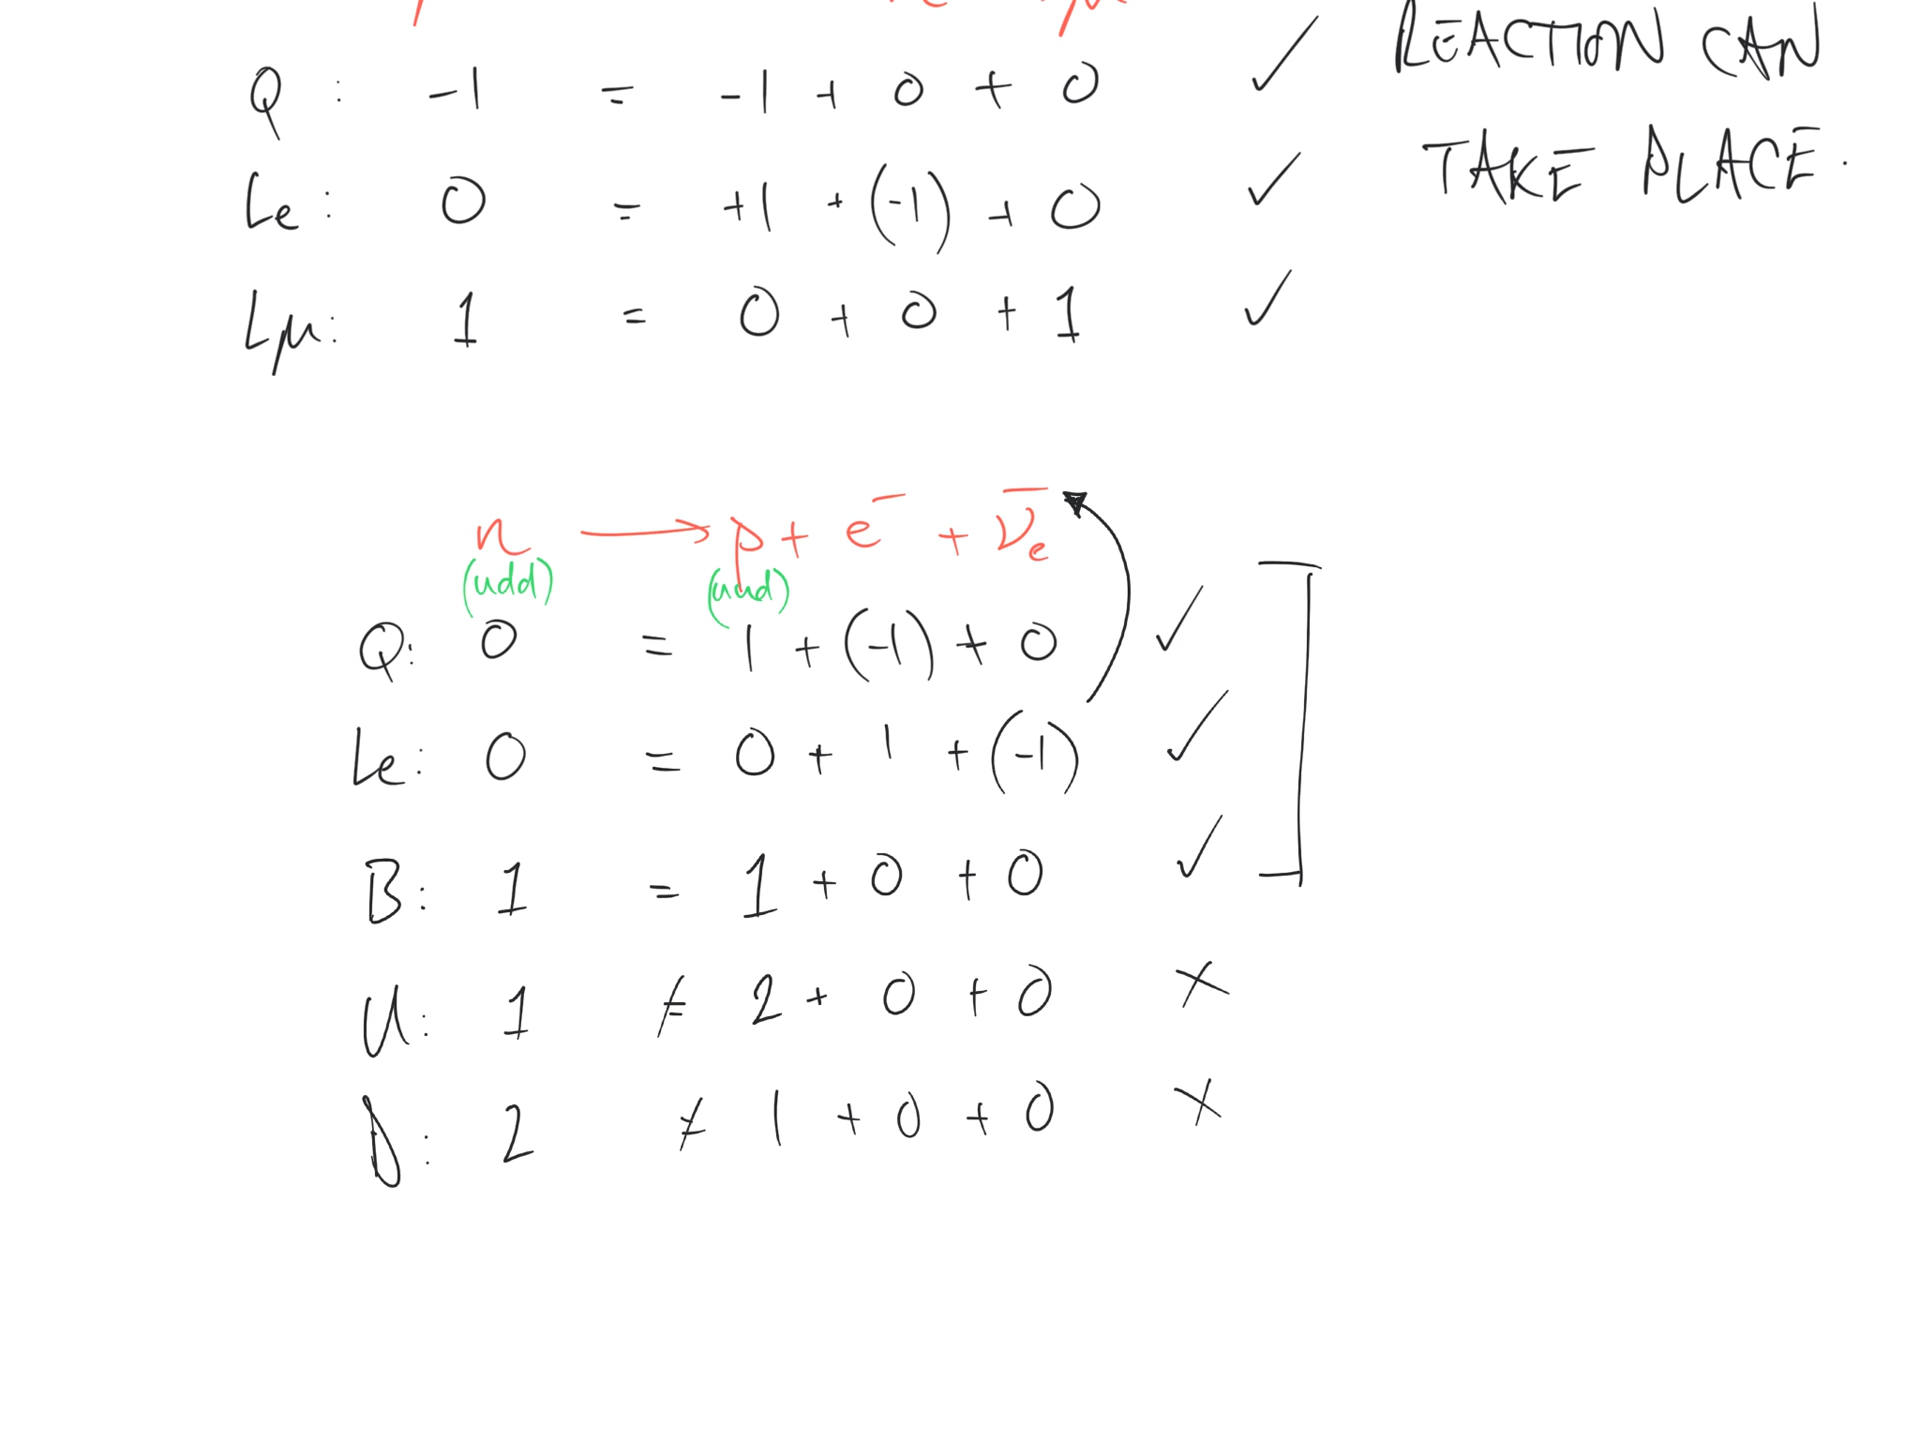 REACTION CAN
Q : -1 = -1 + 0 + 0 ✓
TAKE PLACE.
Le : 0 = +1 + (-1) + 0 ✓
Lμ: 1 = 0 + 0 + 1 ✓
n → p + e⁻ + ν̄e
(udd) (uud)
Q: 0 = 1 + (-1) + 0 ✓
Le: 0 = 0 + 1 + (-1) ✓
B: 1 = 1 + 0 + 0 ✓
U: 1 ≠ 2 + 0 + 0 ×
D: 2 ≠ 1 + 0 + 0 ×